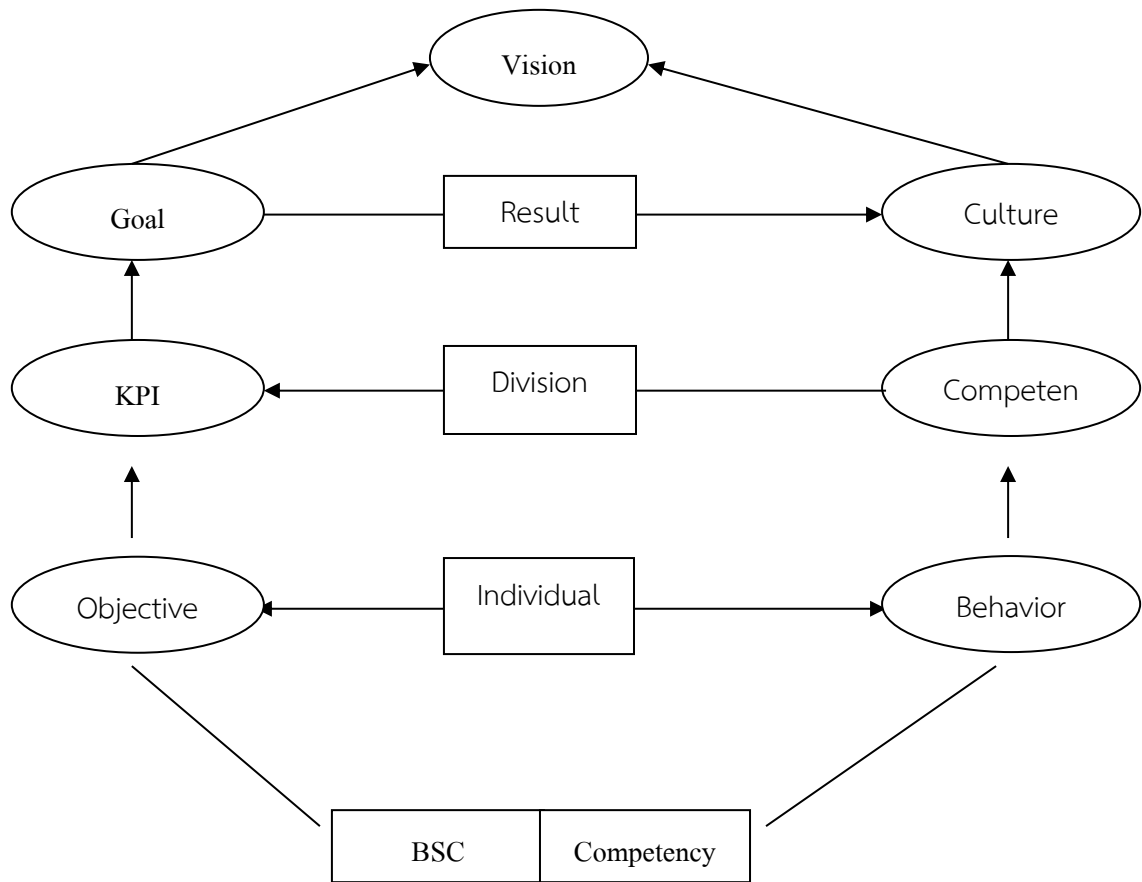 Vision
Goal
Result
Culture
KPI
Division
Competen
Objective
Individual
Behavior
BSC
Competency